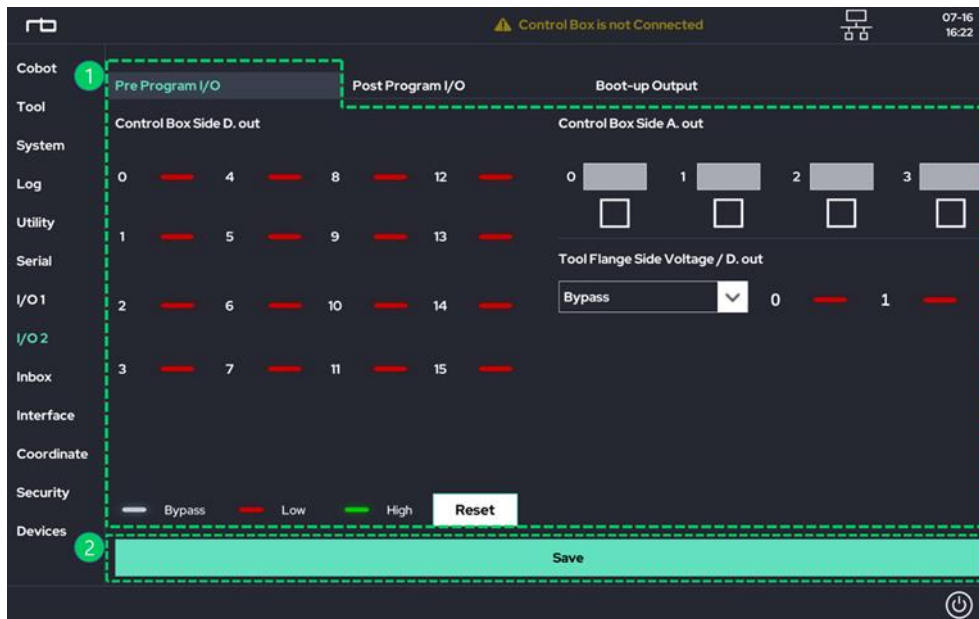 rb
Control Box is not Connected
07-16
16:22
Cobot
Tool
System
Log
Utility
Serial
I/O 1
I/O 2
Inbox
Interface
Coordinate
Security
Devices
1
Pre Program I/O
Post Program I/O
Boot-up Output
Control Box Side D. out
0 4 8 12
1 5 9 13
2 6 10 14
3 7 11 15
Control Box Side A. out
0 1 2 3
Tool Flange Side Voltage / D. out
Bypass 0 1
Bypass Low High Reset
2
Save